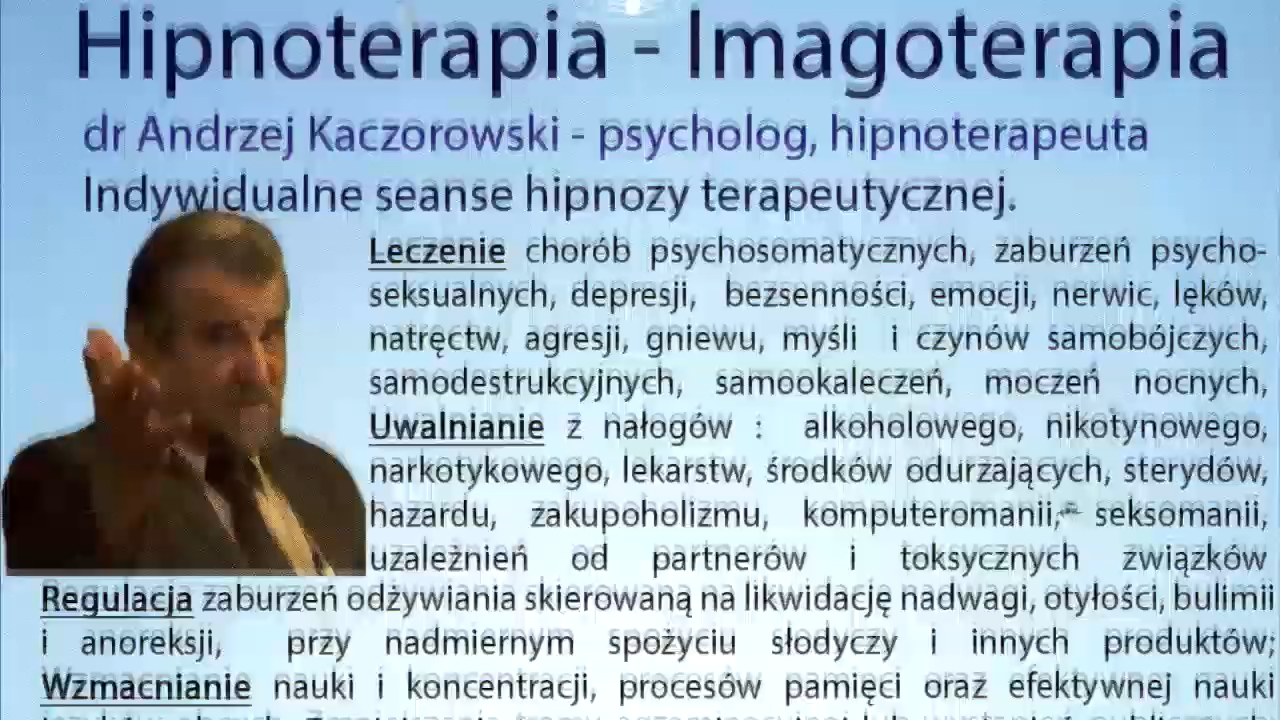 Hipnoterapia - Imagoterapia
dr Andrzej Kaczorowski - psycholog, hipnoterapeuta
Indywidualne seanse hipnozy terapeutycznej.
Leczenie chorób psychosomatycznych, zaburzeń psycho-
seksualnych, depresji, bezsenności, emocji, nerwic, lęków,
natręctw, agresji, gniewu, myśli i czynów samobójczych,
samodestrukcyjnych, samookaleczeń, moczeń nocnych,
Uwalnianie z nałogów : alkoholowego, nikotynowego,
narkotykowego, lekarstw, środków odurzających, sterydów,
hazardu, zakupoholizmu, komputeromanii, seksomanii,
uzależnień od partnerów i toksycznych związków
Regulacja zaburzeń odżywiania skierowaną na likwidację nadwagi, otyłości, bulimii
i anoreksji, przy nadmiernym spożyciu słodyczy i innych produktów;
Wzmacnianie nauki i koncentracji, procesów pamięci oraz efektywnej nauki